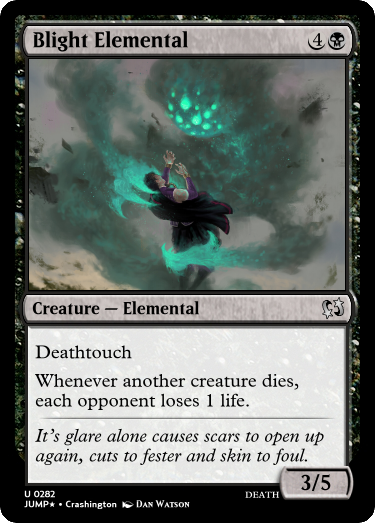 Blight Elemental 4
Creature — Elemental
Deathtouch
Whenever another creature dies,
each opponent loses 1 life.
It's glare alone causes scars to open up
again, cuts to fester and skin to foul.
3/5
U 0282
DEATH
JUMP★ • Crashington DAN WATSON